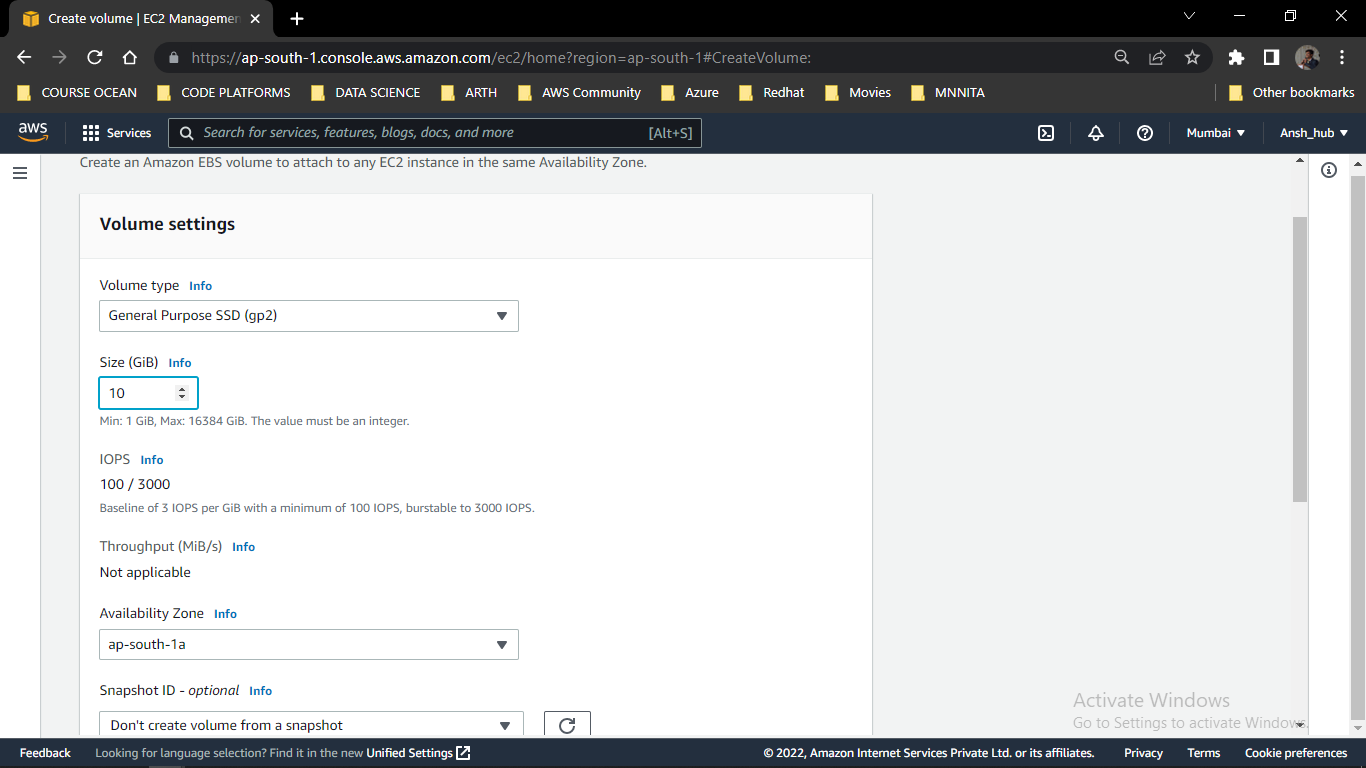 Create volume | EC2 Managemen
https://ap-south-1.console.aws.amazon.com/ec2/home?region=ap-south-1#CreateVolume:
COURSE OCEAN CODE PLATFORMS DATA SCIENCE ARTH AWS Community Azure Redhat Movies MNNITA Other bookmarks
aws Services Search for services, features, blogs, docs, and more [Alt+S] Mumbai Ansh_hub
Create an Amazon EBS volume to attach to any EC2 instance in the same Availability Zone.
Volume settings
Volume type Info
General Purpose SSD (gp2)
Size (GiB) Info
10
Min: 1 GiB, Max: 16384 GiB. The value must be an integer.
IOPS Info
100 / 3000
Baseline of 3 IOPS per GiB with a minimum of 100 IOPS, burstable to 3000 IOPS.
Throughput (MiB/s) Info
Not applicable
Availability Zone Info
ap-south-1a
Snapshot ID - optional Info
Don't create volume from a snapshot
Activate Windows
Go to Settings to activate Windows.
Feedback Looking for language selection? Find it in the new Unified Settings © 2022, Amazon Internet Services Private Ltd. or its affiliates. Privacy Terms Cookie preferences